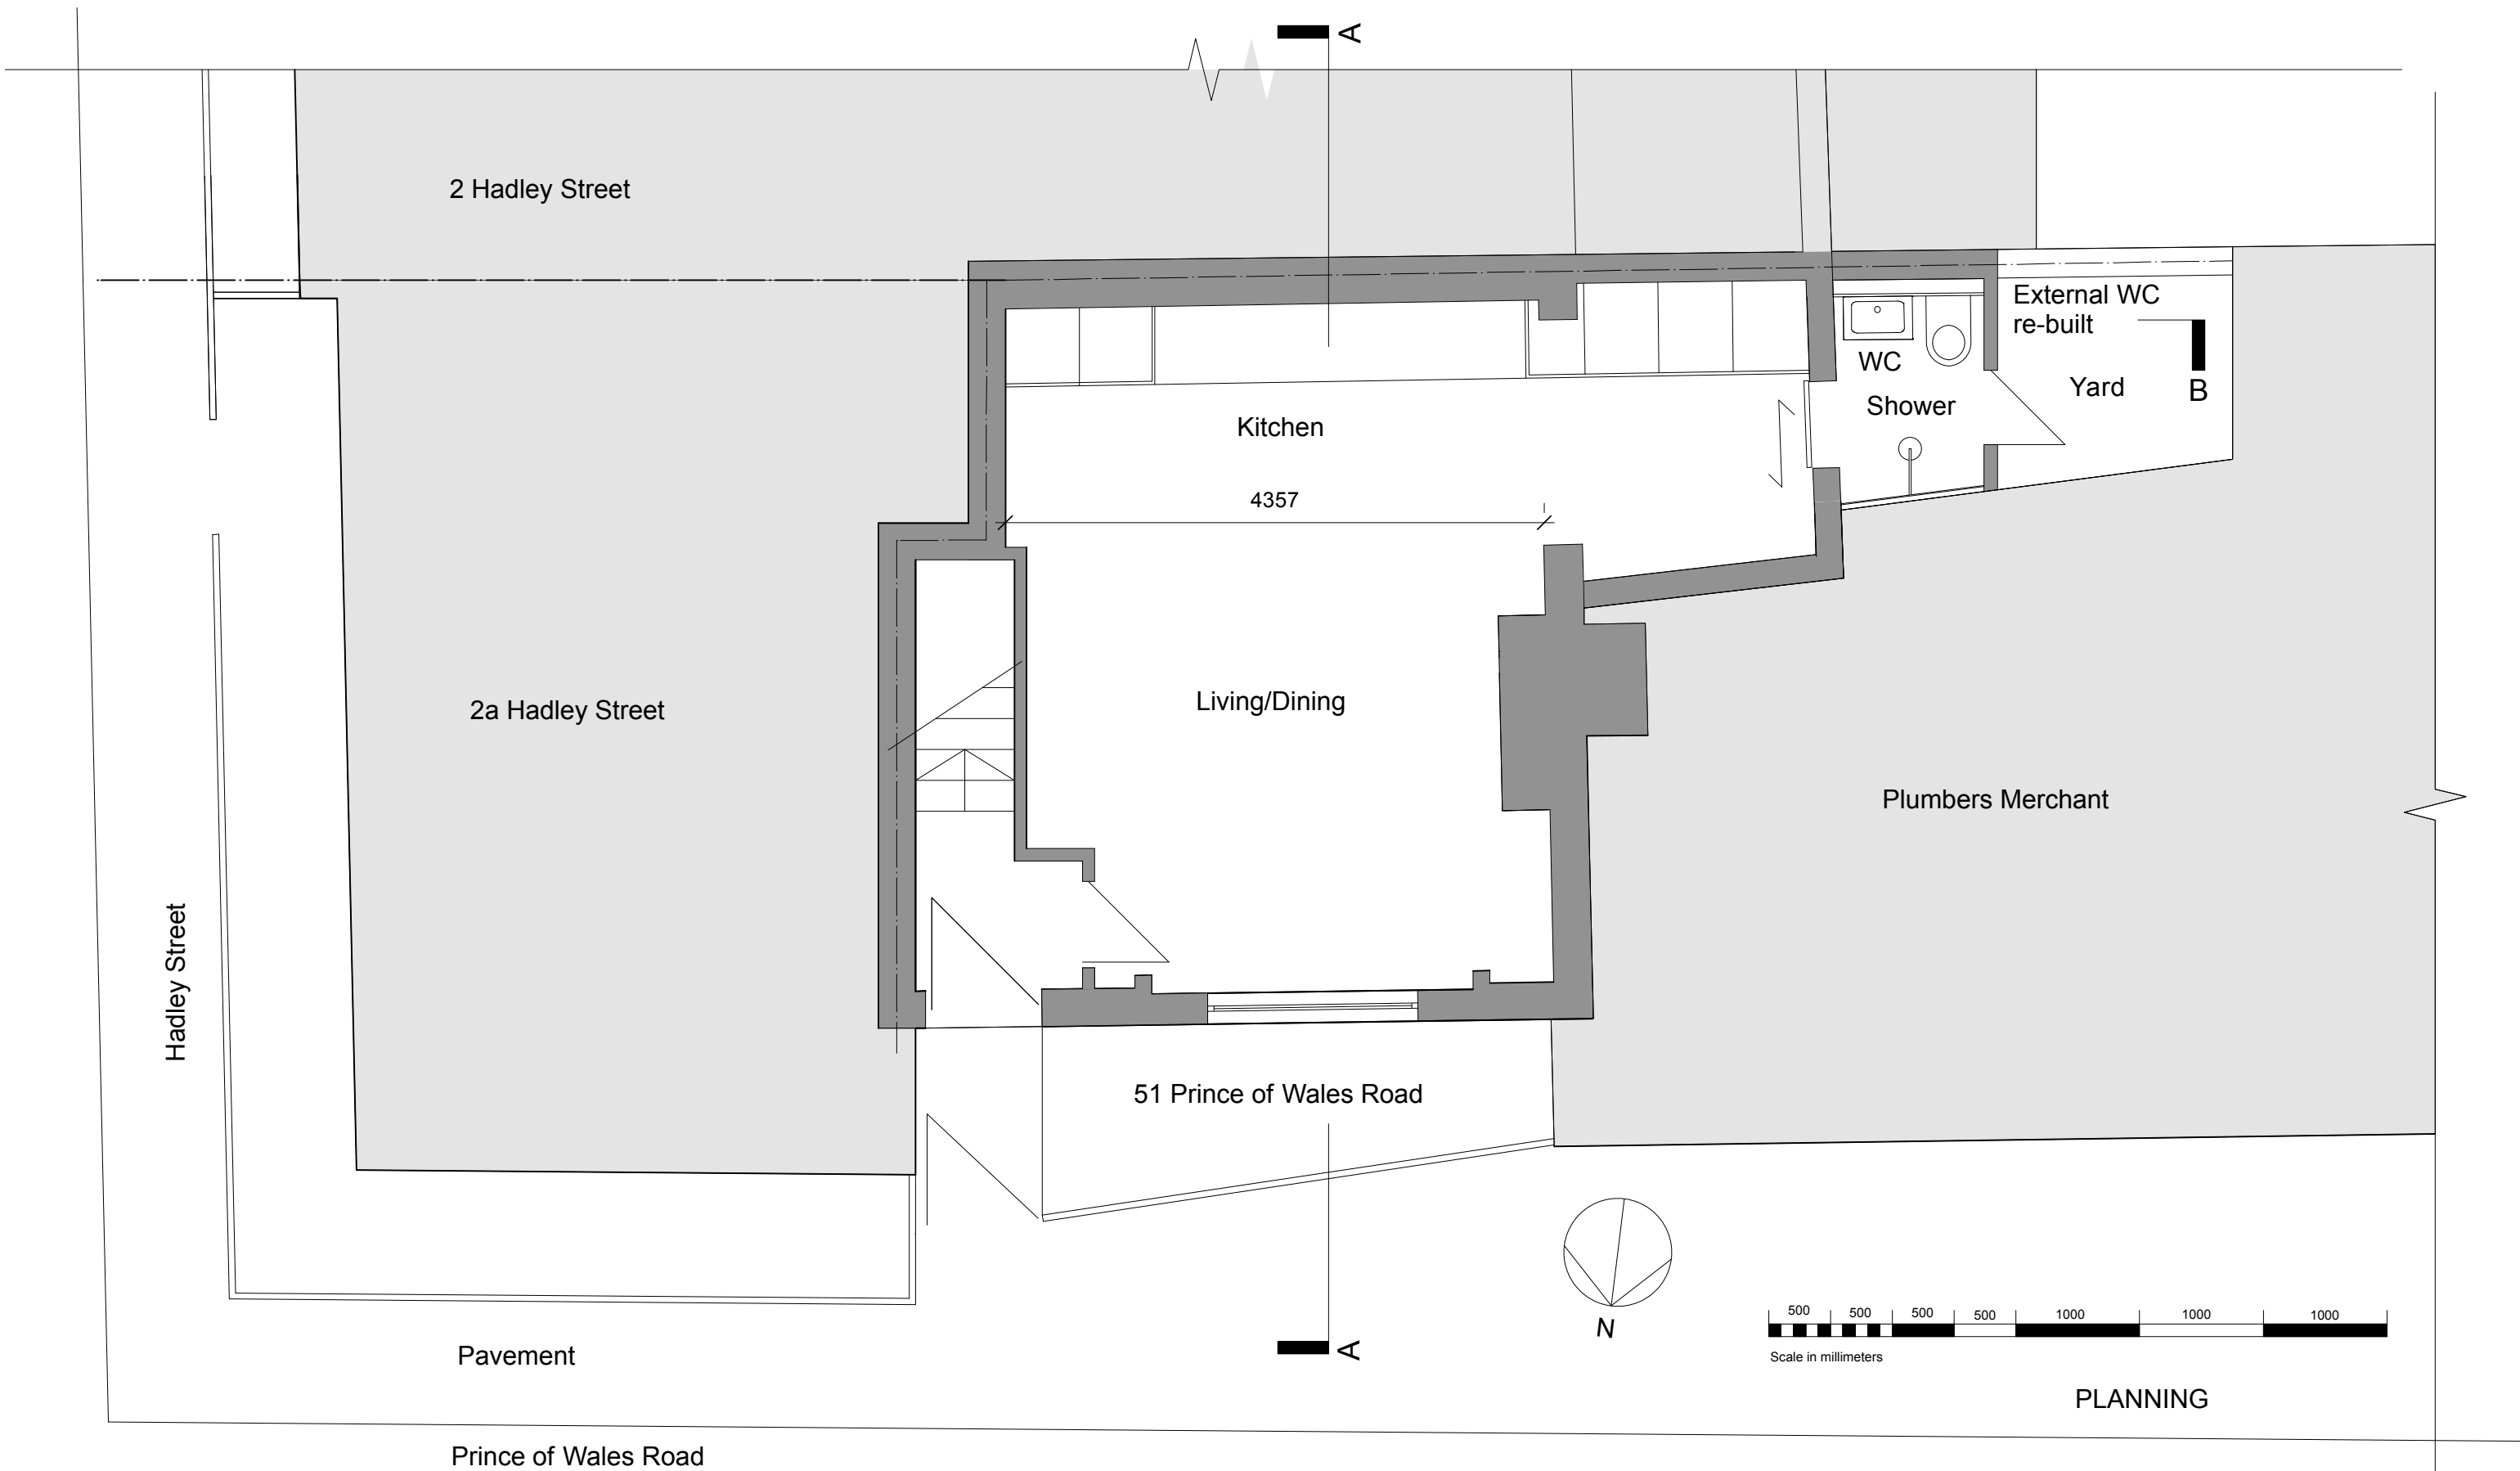 A
2 Hadley Street
External WC
re-built
WC
Yard
B
Shower
Kitchen
4357
Living/Dining
2a Hadley Street
Plumbers Merchant
Hadley Street
51 Prince of Wales Road
N
500 500 500 500 1000 1000 1000
Scale in millimeters
A
Pavement
PLANNING
Prince of Wales Road